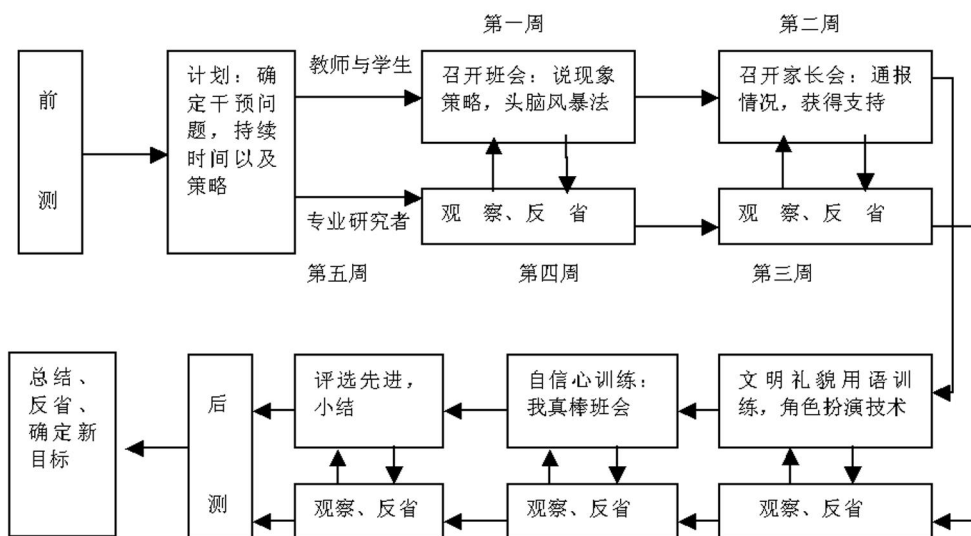 第一周
第二周
前
测
计划：确
定干预问
题，持续
时间以及
策略
教师与学生
专业研究者
召开班会：说现象
策略，头脑风暴法
召开家长会：通报
情况，获得支持
观 察、反 省
观 察、反 省
第五周
第四周
第三周
总结、
反省、
确定新
目标
后
测
评选先进，
小结
自信心训练：
我真棒班会
文明礼貌用语训
练，角色扮演技术
观察、反省
观察、反省
观察、反省